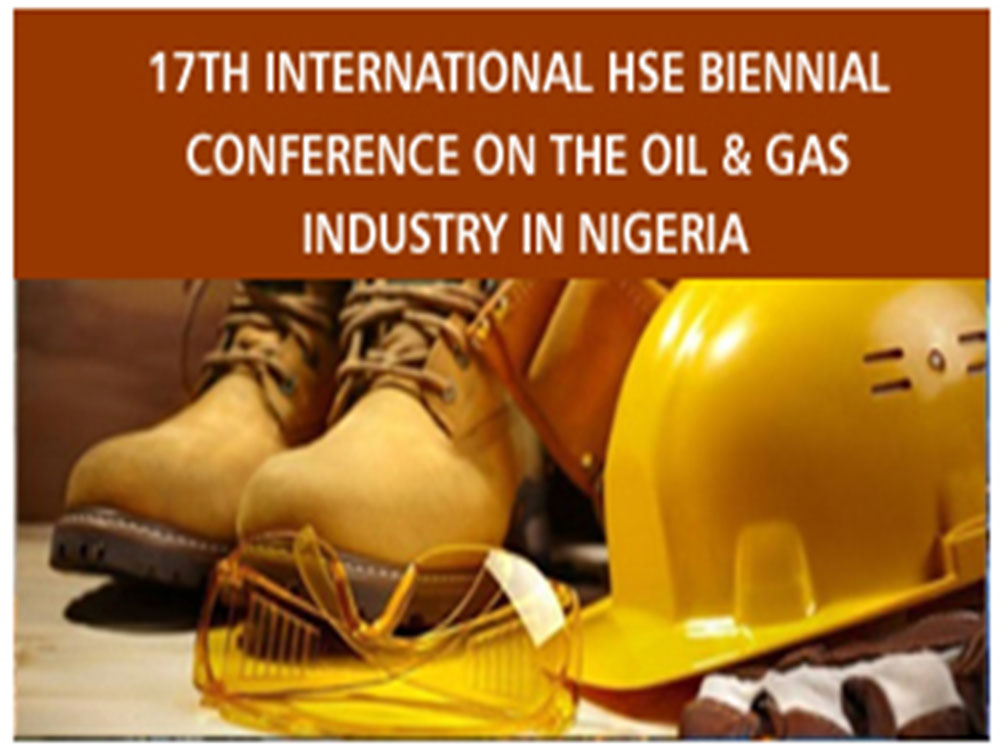 17TH INTERNATIONAL HSE BIENNIAL
CONFERENCE ON THE OIL & GAS
INDUSTRY IN NIGERIA